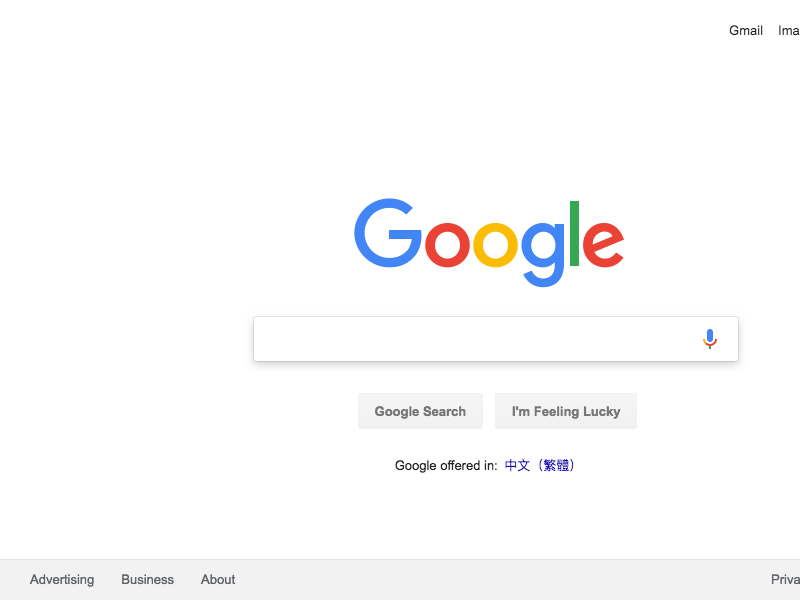 Gmail Ima
Google
Google Search I'm Feeling Lucky
Google offered in: 中文（繁體）
Advertising Business About Priva